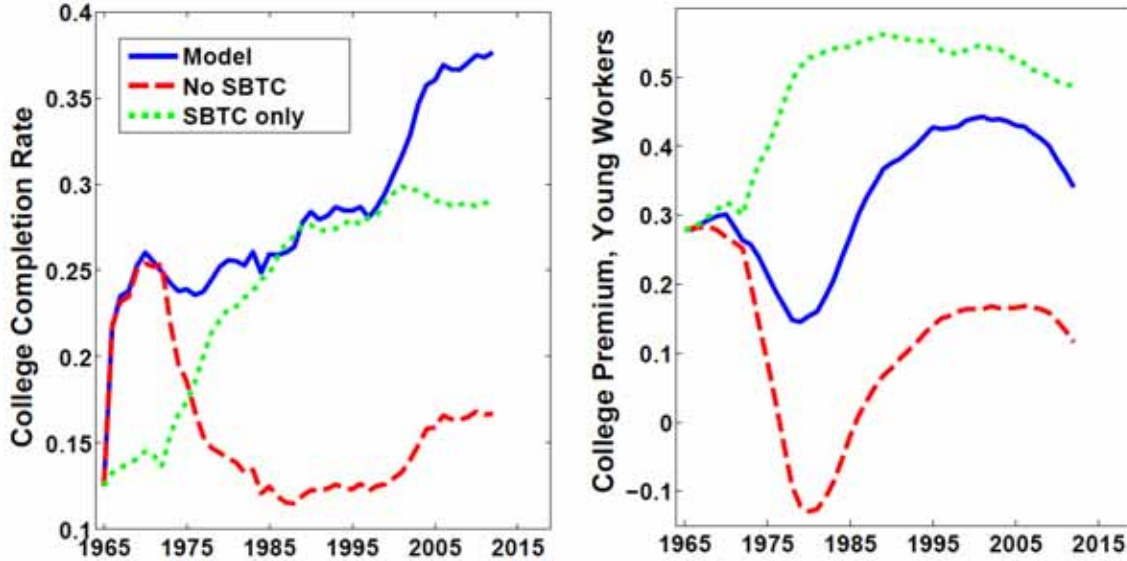 College Completion Rate
0.4
0.35
0.3
0.25
0.2
0.15
0.1
Model
No SBTC
SBTC only
1965 1975 1985 1995 2005 2015
College Premium, Young Workers
0.5
0.4
0.3
0.2
0.1
0
−0.1
1965 1975 1985 1995 2005 2015